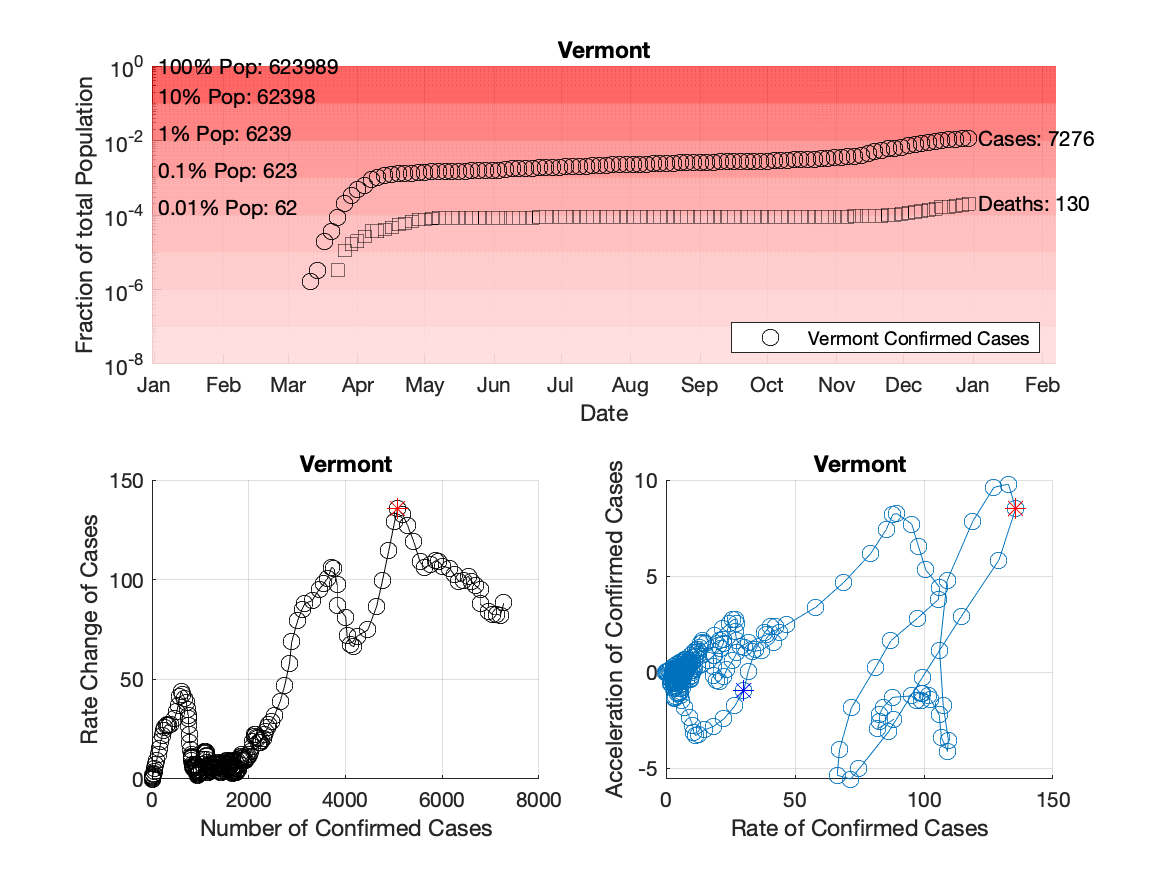 Vermont
10^0
10^-2
10^-4
10^-6
10^-8
Fraction of total Population
100% Pop: 623989
10% Pop: 62398
1% Pop: 6239
0.1% Pop: 623
0.01% Pop: 62
Cases: 7276
Deaths: 130
Vermont Confirmed Cases
Jan Feb Mar Apr May Jun Jul Aug Sep Oct Nov Dec Jan Feb
Date
Vermont
150
100
50
0
Rate Change of Cases
0 2000 4000 6000 8000
Number of Confirmed Cases
Vermont
10
5
0
-5
Acceleration of Confirmed Cases
0 50 100 150
Rate of Confirmed Cases